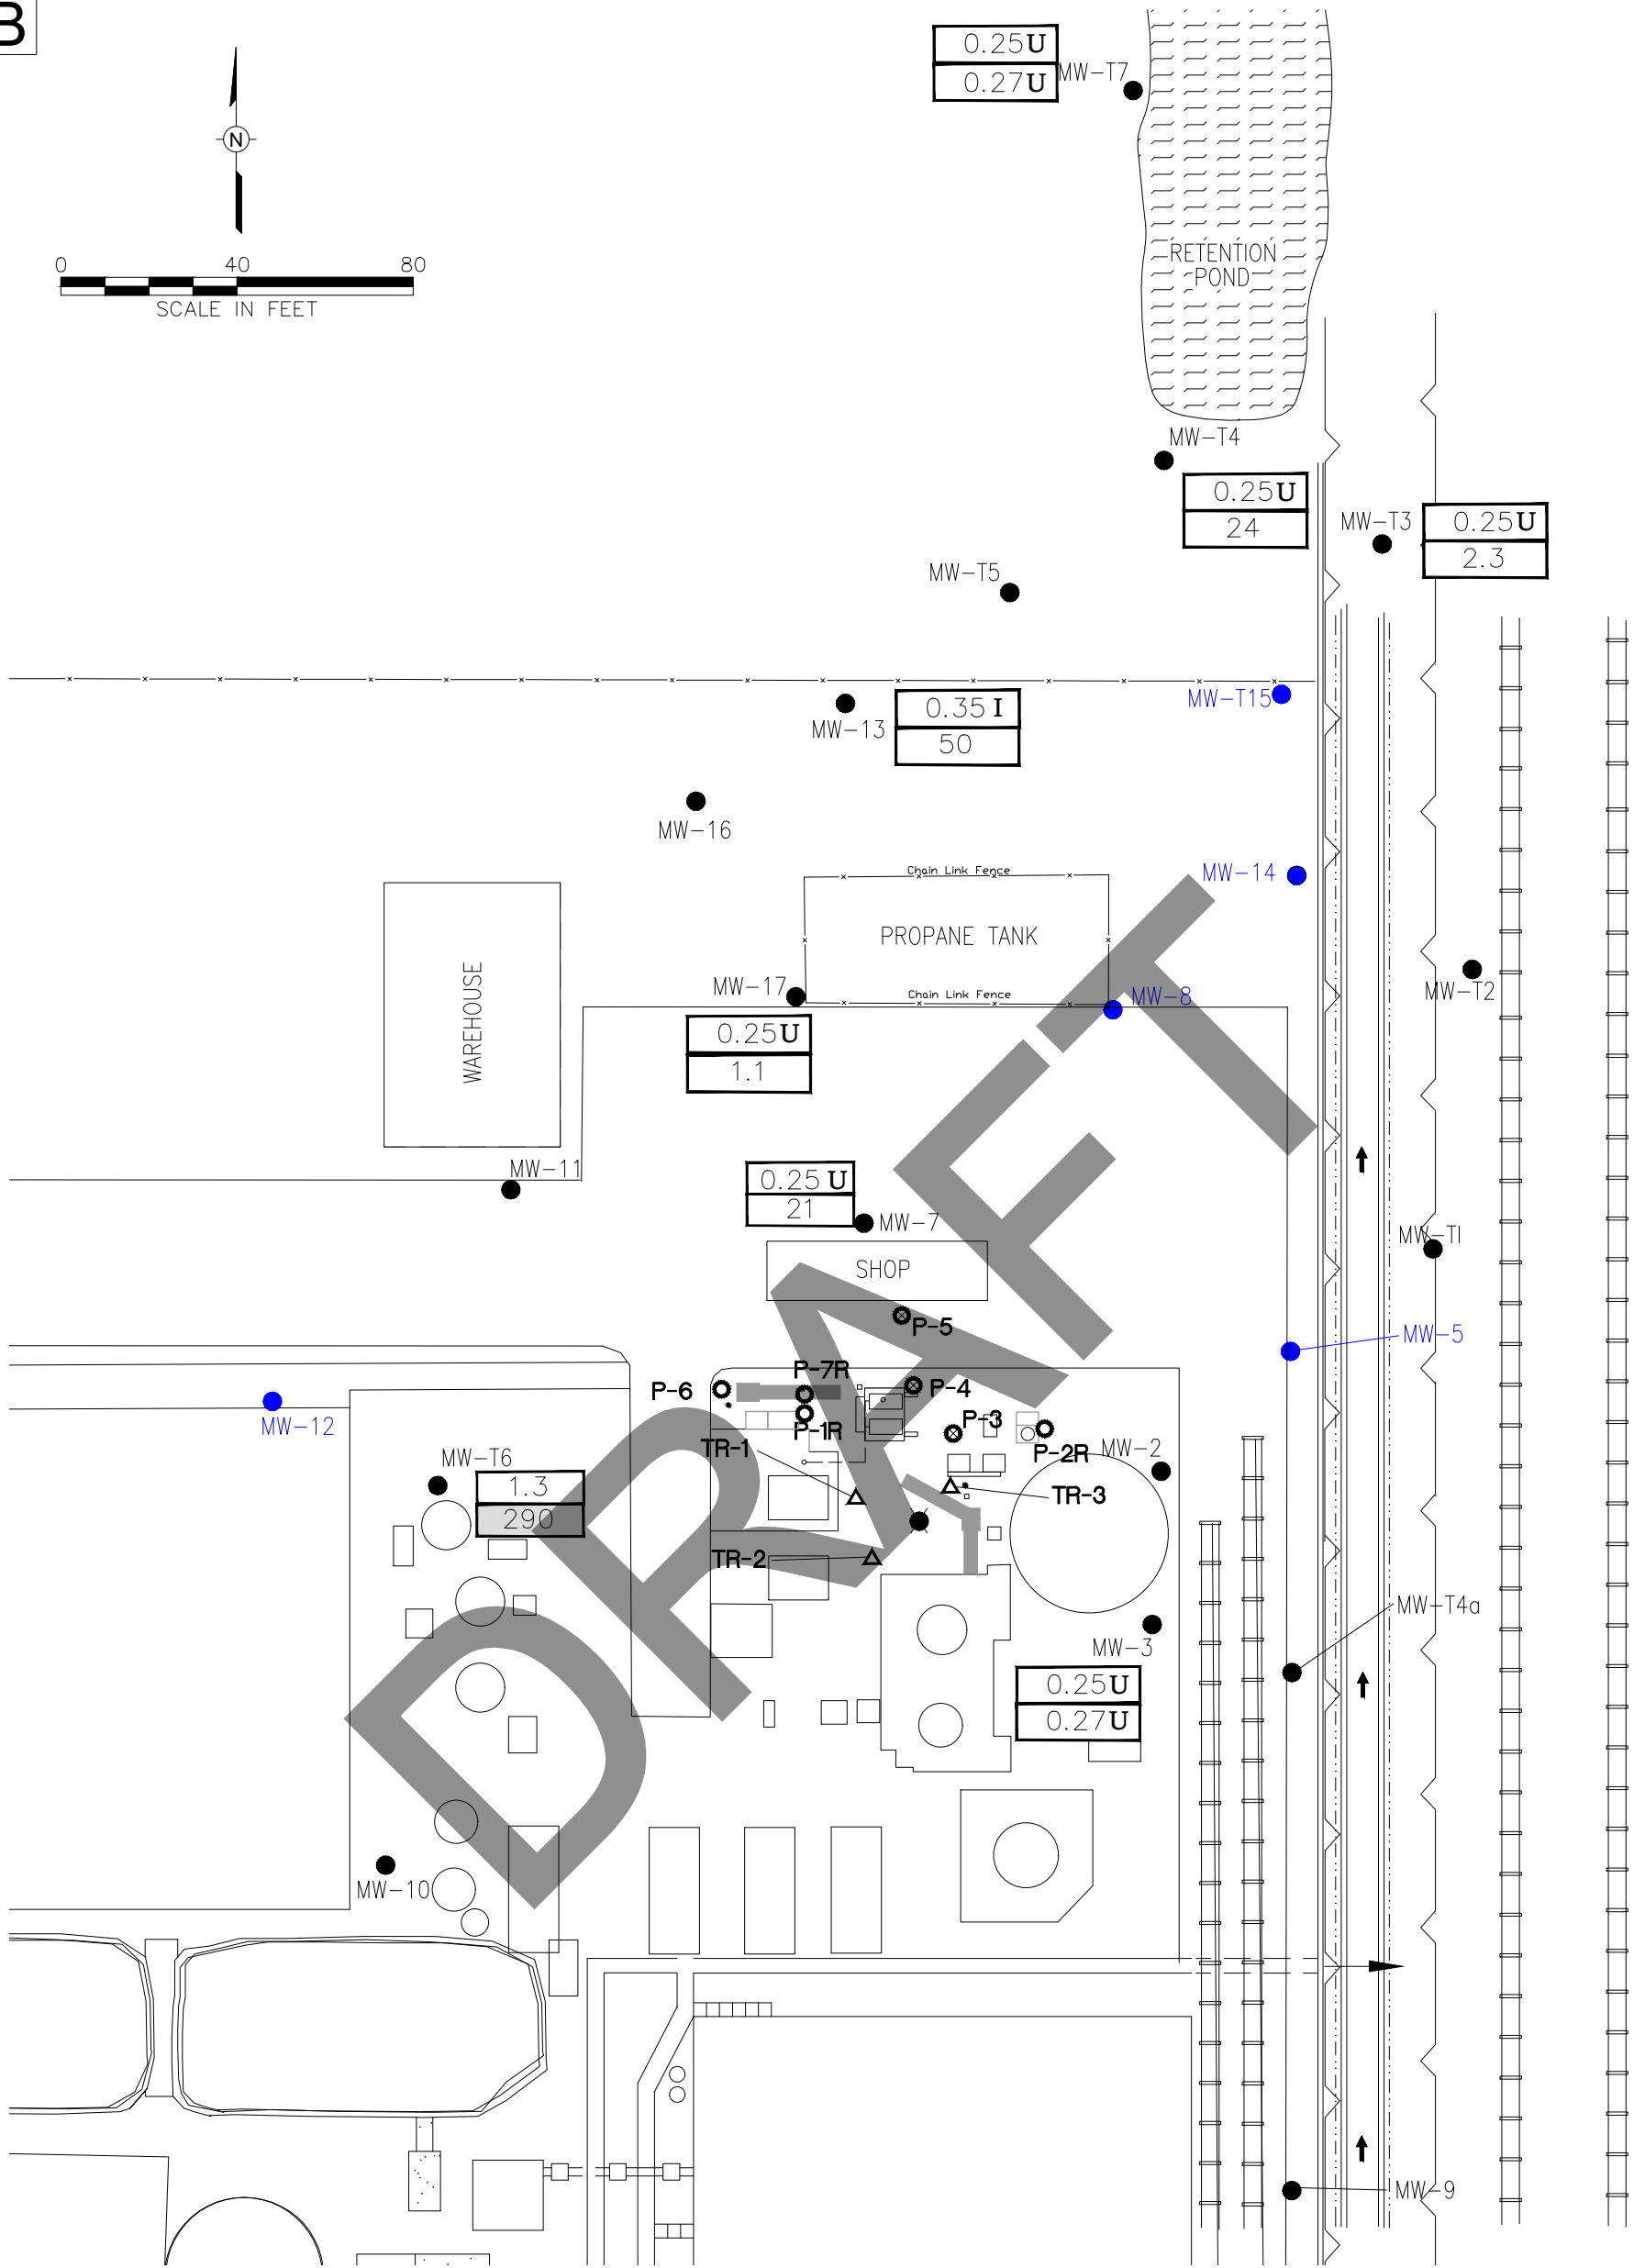 B
0.25U
0.27U
MW-T7
N
0 40 80
SCALE IN FEET
RETENTION
POND
MW-T4
0.25U
24
MW-T3
0.25U
2.3
MW-T5
MW-T15
MW-13
0.35 I
50
MW-16
MW-14
Chain Link Fence
PROPANE TANK
WAREHOUSE
MW-17
Chain Link Fence
MW-8
MW-T2
0.25U
1.1
MW-11
0.25 U
21
MW-7
MW-T1
SHOP
P-5
MW-5
P-7R
P-6
P-4
MW-12
P-1R
P-3
P-2R
MW-2
TR-1
MW-T6
1.3
290
TR-3
TR-2
MW-T4a
MW-3
0.25U
0.27U
MW-10
MW-9
DRAFT